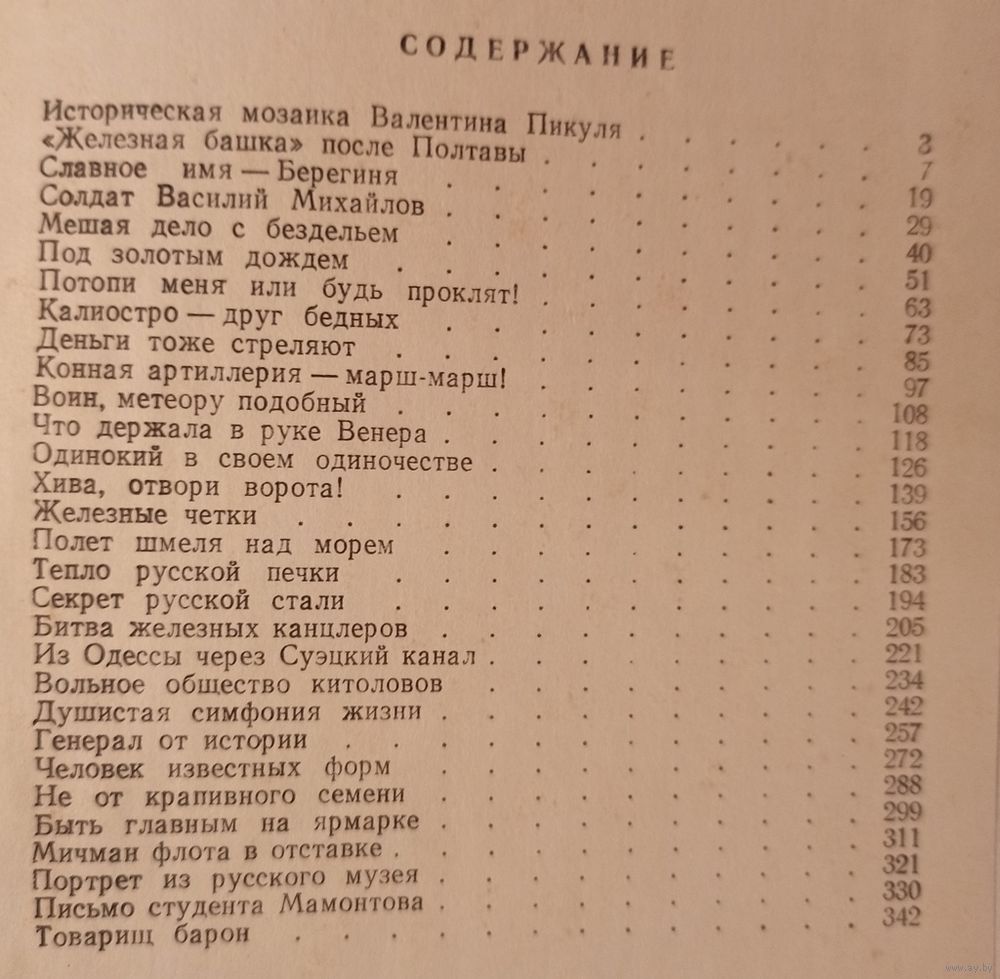 СОДЕРЖАНИЕ
Историческая мозаика Валентина Пикуля . . . . . . 3
«Железная башка» после Полтавы . . . . . . . . 7
Славное имя — Берегиня . . . . . . . . . 19
Солдат Василий Михайлов . . . . . . . . . 29
Мешая дело с бездельем . . . . . . . . . 40
Под золотым дождем . . . . . . . . . . 51
Потопи меня или будь проклят! . . . . . . . 63
Калиостро — друг бедных . . . . . . . . . 73
Деньги тоже стреляют . . . . . . . . . . 85
Конная артиллерия — марш-марш! . . . . . . . 97
Воин, метеору подобный . . . . . . . . . . 108
Что держала в руке Венера . . . . . . . . . 118
Одинокий в своем одиночестве . . . . . . . . 126
Хива, отвори ворота! . . . . . . . . . . 139
Железные четки . . . . . . . . . . . . 156
Полет шмеля над морем . . . . . . . . . 173
Тепло русской печки . . . . . . . . . . 183
Секрет русской стали . . . . . . . . . . 194
Битва железных канцлеров . . . . . . . . . 205
Из Одессы через Суэцкий канал . . . . . . . . 221
Вольное общество китоловов . . . . . . . . 234
Душистая симфония жизни . . . . . . . . . 242
Генерал от истории . . . . . . . . . . . 257
Человек известных форм . . . . . . . . . 272
Не от крапивного семени . . . . . . . . . 288
Быть главным на ярмарке . . . . . . . . . 299
Мичман флота в отставке . . . . . . . . . . 311
Портрет из русского музея . . . . . . . . . 321
Письмо студента Мамонтова . . . . . . . . . 330
Товарищ барон . . . . . . . . . . . . 342
www.ay.by